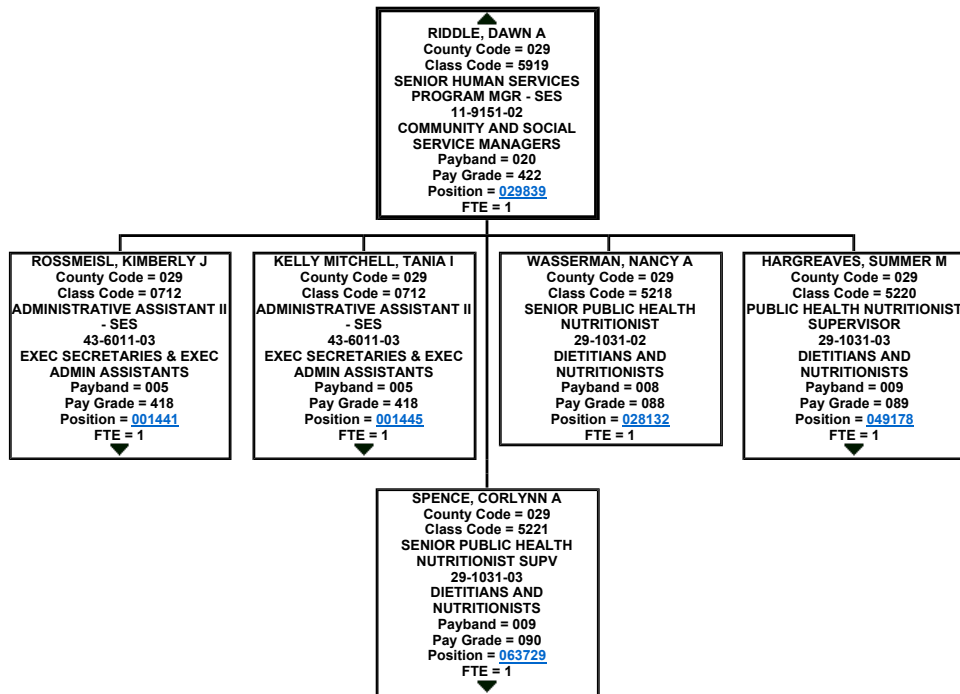 RIDDLE, DAWN A
County Code = 029
Class Code = 5919
SENIOR HUMAN SERVICES
PROGRAM MGR - SES
11-9151-02
COMMUNITY AND SOCIAL
SERVICE MANAGERS
Payband = 020
Pay Grade = 422
Position = 029839
FTE = 1
ROSSMEISL, KIMBERLY J
County Code = 029
Class Code = 0712
ADMINISTRATIVE ASSISTANT II
- SES
43-6011-03
EXEC SECRETARIES & EXEC
ADMIN ASSISTANTS
Payband = 005
Pay Grade = 418
Position = 001441
FTE = 1
KELLY MITCHELL, TANIA I
County Code = 029
Class Code = 0712
ADMINISTRATIVE ASSISTANT II
- SES
43-6011-03
EXEC SECRETARIES & EXEC
ADMIN ASSISTANTS
Payband = 005
Pay Grade = 418
Position = 001445
FTE = 1
WASSERMAN, NANCY A
County Code = 029
Class Code = 5218
SENIOR PUBLIC HEALTH
NUTRITIONIST
29-1031-02
DIETITIANS AND
NUTRITIONISTS
Payband = 008
Pay Grade = 088
Position = 028132
FTE = 1
HARGREAVES, SUMMER M
County Code = 029
Class Code = 5220
PUBLIC HEALTH NUTRITIONIST
SUPERVISOR
29-1031-03
DIETITIANS AND
NUTRITIONISTS
Payband = 009
Pay Grade = 089
Position = 049178
FTE = 1
SPENCE, CORLYNN A
County Code = 029
Class Code = 5221
SENIOR PUBLIC HEALTH
NUTRITIONIST SUPV
29-1031-03
DIETITIANS AND
NUTRITIONISTS
Payband = 009
Pay Grade = 090
Position = 063729
FTE = 1